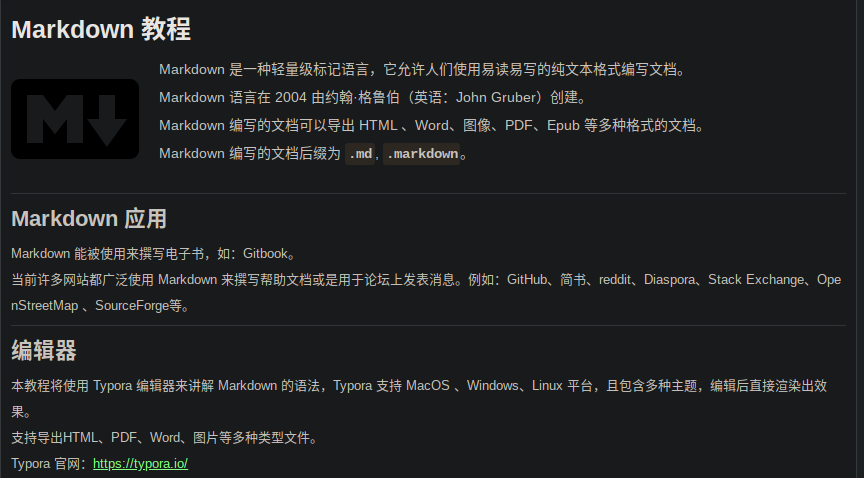 Markdown 教程
Markdown 是一种轻量级标记语言，它允许人们使用易读易写的纯文本格式编写文档。
Markdown 语言在 2004 由约翰·格鲁伯（英语：John Gruber）创建。
Markdown 编写的文档可以导出 HTML 、Word、图像、PDF、Epub 等多种格式的文档。
Markdown 编写的文档后缀为 .md, .markdown。
Markdown 应用
Markdown 能被使用来撰写电子书，如：Gitbook。
当前许多网站都广泛使用 Markdown 来撰写帮助文档或是用于论坛上发表消息。例如：GitHub、简书、reddit、Diaspora、Stack Exchange、Ope
nStreetMap 、SourceForge等。
编辑器
本教程将使用 Typora 编辑器来讲解 Markdown 的语法，Typora 支持 MacOS 、Windows、Linux 平台，且包含多种主题，编辑后直接渲染出效
果。
支持导出HTML、PDF、Word、图片等多种类型文件。
Typora 官网：https://typora.io/